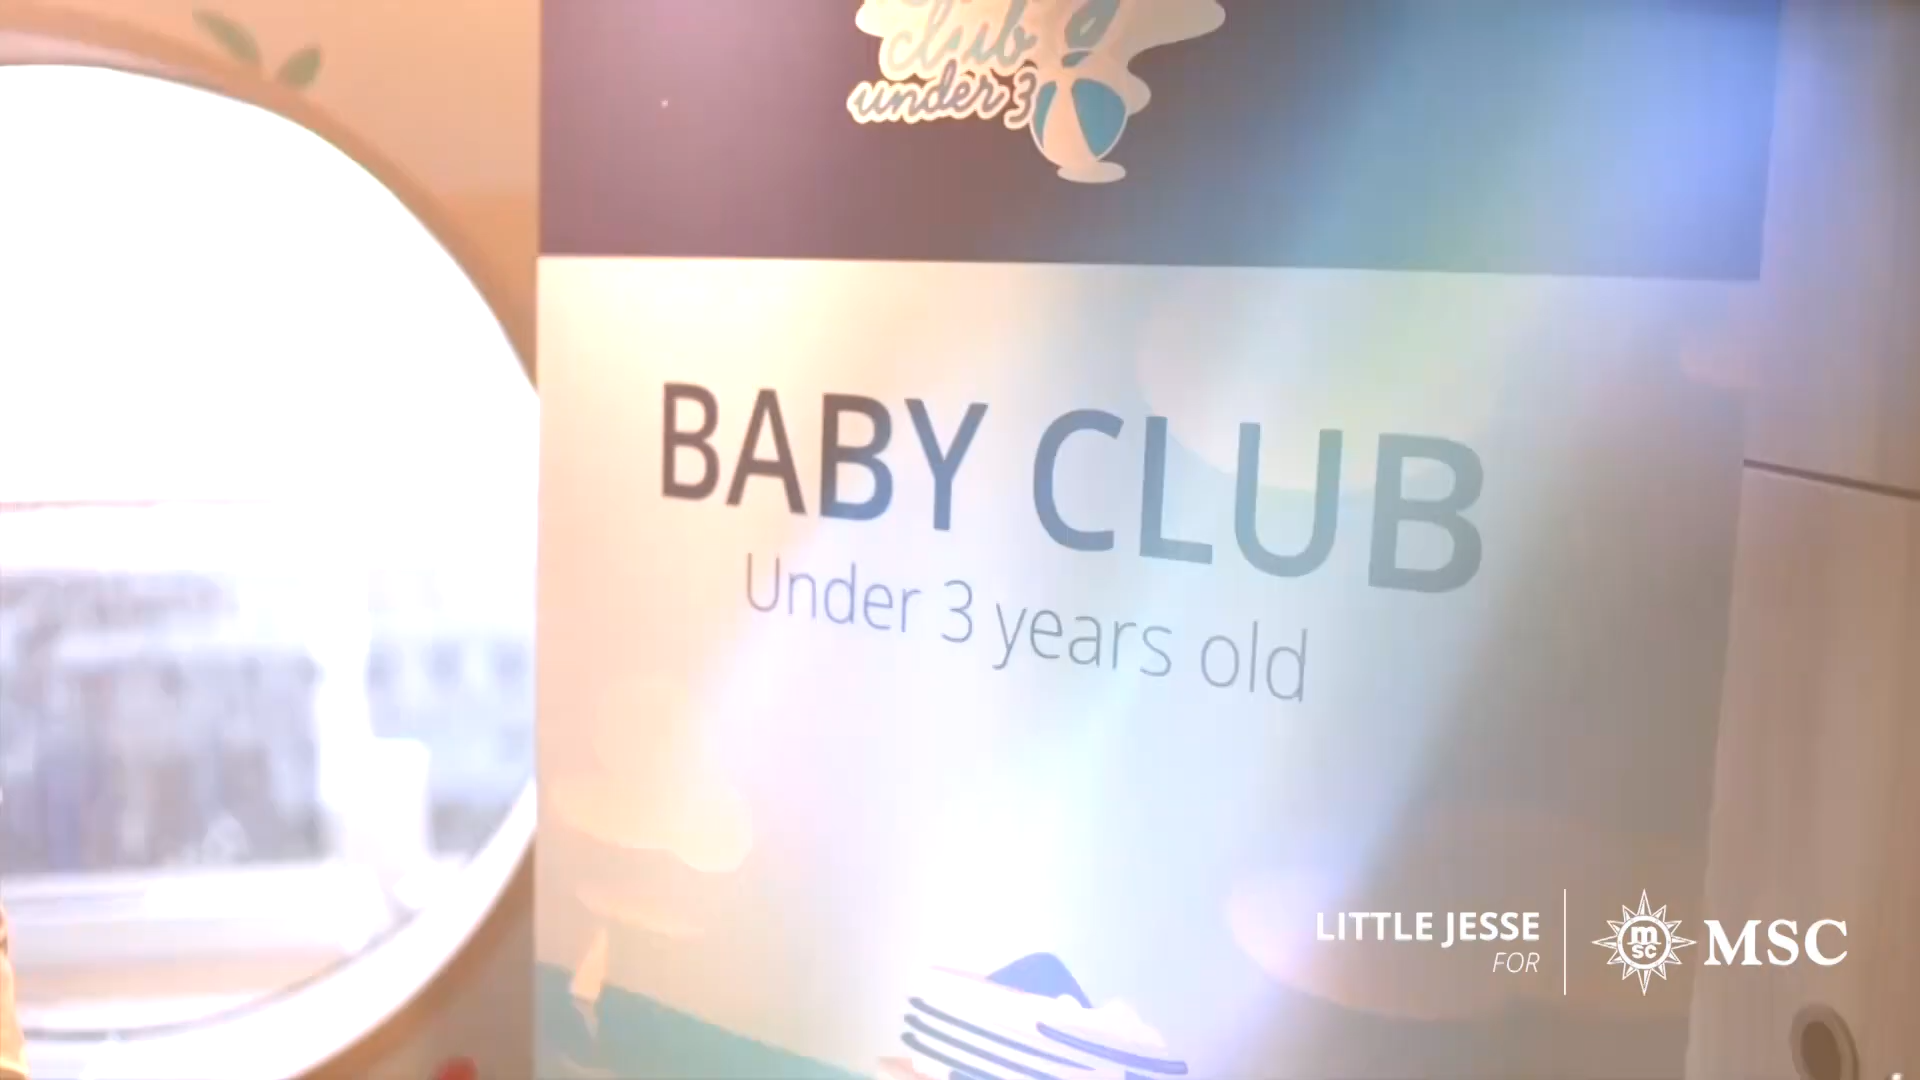 club
under 3
BABY CLUB
Under 3 years old
LITTLE JESSE
FOR
msc
MSC